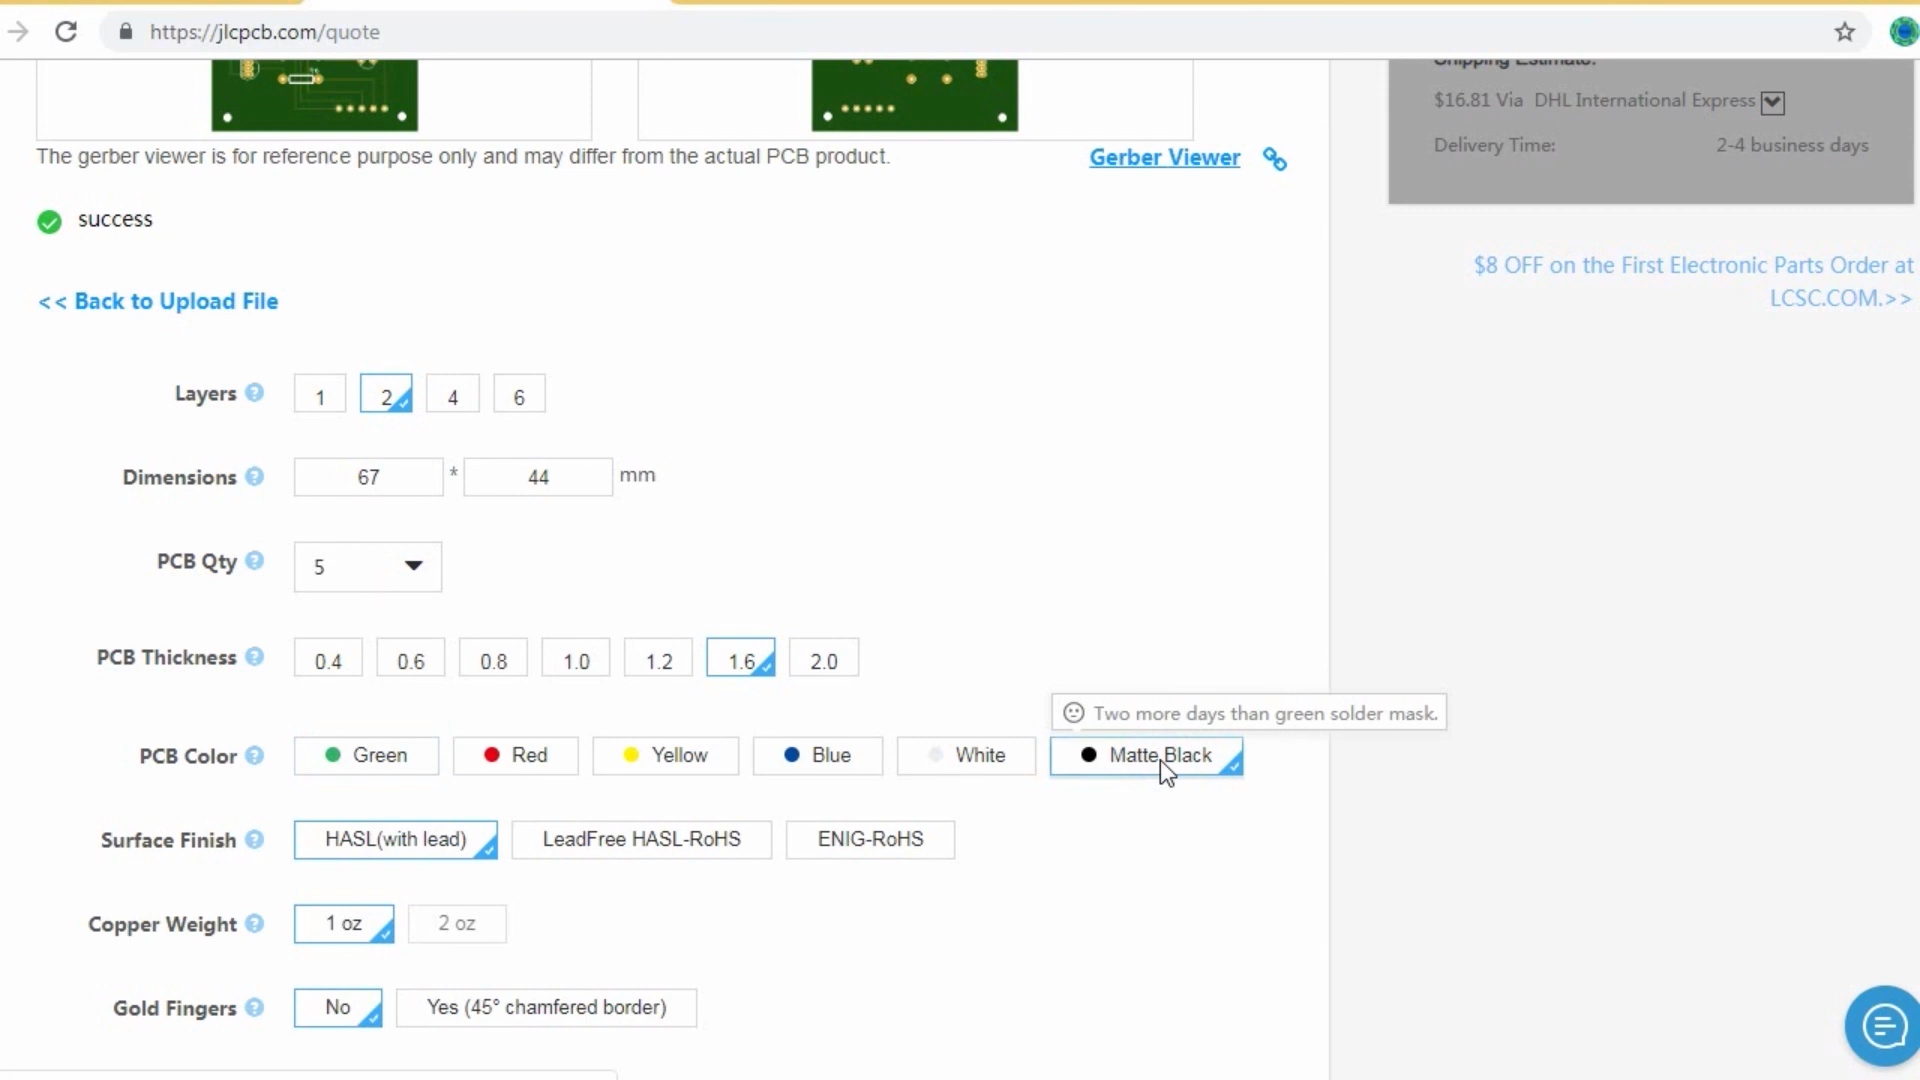 https://jlcpcb.com/quote
Shipping Estimate:
$16.81 Via DHL International Express
Delivery Time: 2-4 business days
The gerber viewer is for reference purpose only and may differ from the actual PCB product.
Gerber Viewer
success
$8 OFF on the First Electronic Parts Order at
LCSC.COM.>>
<< Back to Upload File
Layers ? 1 2 4 6
Dimensions ? 67 * 44 mm
PCB Qty ? 5
PCB Thickness ? 0.4 0.6 0.8 1.0 1.2 1.6 2.0
Two more days than green solder mask.
PCB Color ? Green Red Yellow Blue White Matte Black
Surface Finish ? HASL(with lead) LeadFree HASL-RoHS ENIG-RoHS
Copper Weight ? 1 oz 2 oz
Gold Fingers ? No Yes (45° chamfered border)